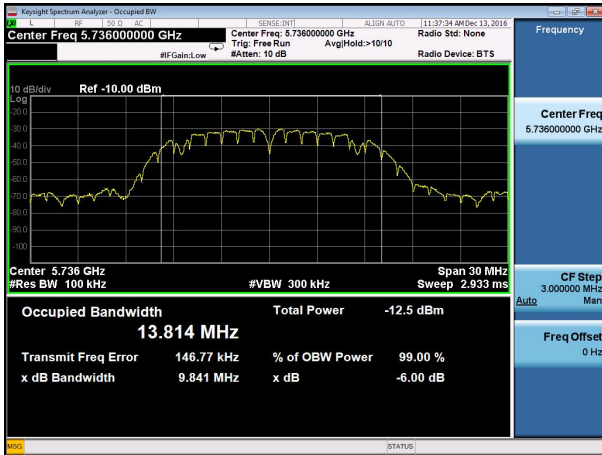 Keysight Spectrum Analyzer - Occupied BW
L RF 50 Ω AC SENSE:INT ALIGN AUTO 11:37:34 AM Dec 13, 2016
Center Freq 5.736000000 GHz
Center Freq: 5.736000000 GHz
Radio Std: None
Trig: Free Run Avg|Hold:>10/10
#IFGain:Low #Atten: 10 dB Radio Device: BTS
Frequency
10 dB/div Ref -10.00 dBm
Log
-20.0
-30.0
-40.0
-50.0
-60.0
-70.0
-80.0
-90.0
-100
Center 5.736 GHz Span 30 MHz
#Res BW 100 kHz #VBW 300 kHz Sweep 2.933 ms
Center Freq
5.736000000 GHz
CF Step
3.000000 MHz
Auto Man
Freq Offset
0 Hz
Occupied Bandwidth Total Power -12.5 dBm
13.814 MHz
Transmit Freq Error 146.77 kHz % of OBW Power 99.00 %
x dB Bandwidth 9.841 MHz x dB -6.00 dB
MSG STATUS